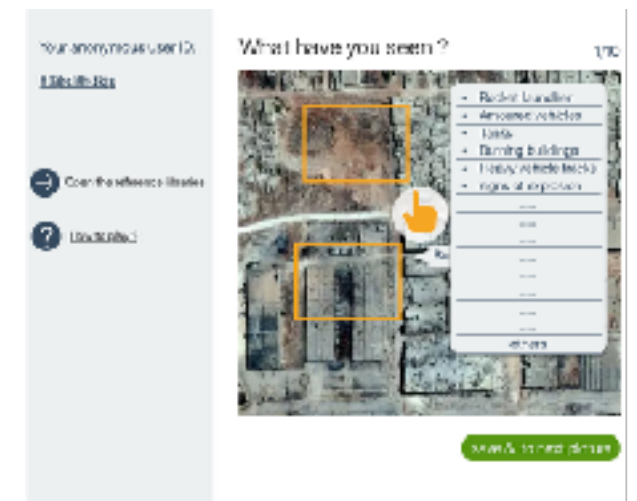 Your anonymous user ID:
Open the reference libraries
What have you seen ?
1/10
Rocket launcher
Armoured vehicles
Tanks
Burning buildings
Heavy vehicle tracks
signs of explosion
others
save & to next picture